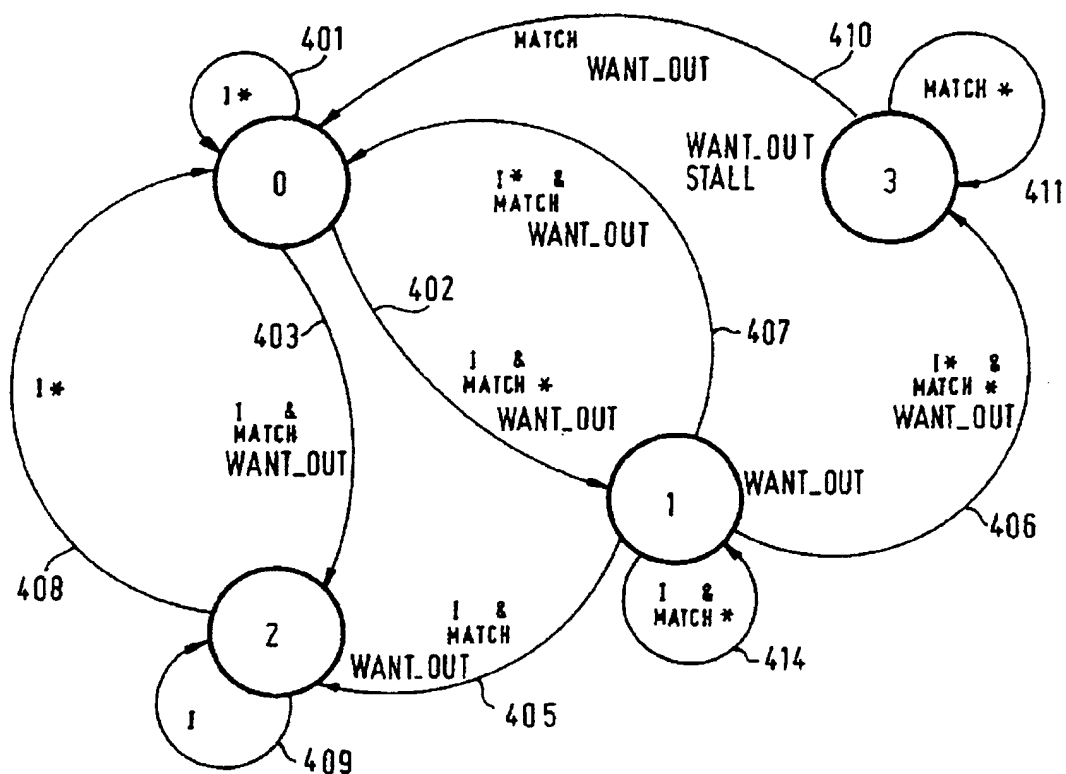 401
I*
MATCH
WANT_OUT
410
MATCH *
411
0
WANT_OUT
STALL
3
I* &
MATCH
WANT_OUT
402
403
407
I*
I &
MATCH *
WANT_OUT
I* &
MATCH *
WANT_OUT
I &
MATCH
WANT_OUT
1
WANT_OUT
406
408
2
I &
MATCH
WANT_OUT
I &
MATCH *
414
405
I
409